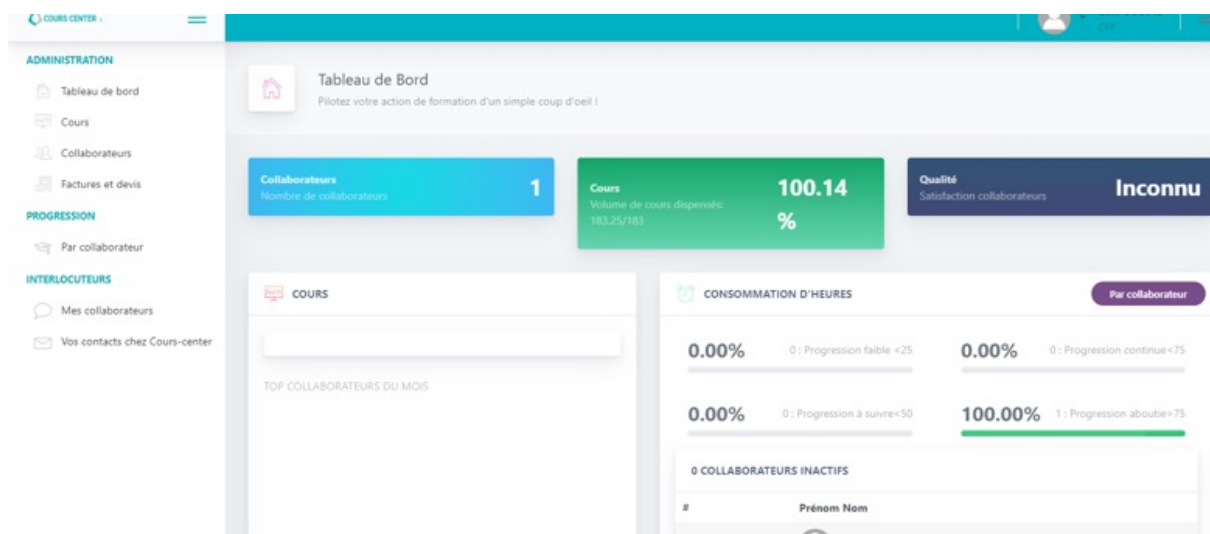 COURS CENTER
ADMINISTRATION
Tableau de bord
Cours
Collaborateurs
Factures et devis
PROGRESSION
Par collaborateur
INTERLOCUTEURS
Mes collaborateurs
Vos contacts chez Cours-center
Tableau de Bord
Pilotez votre action de formation d'un simple coup d'oeil !
Collaborateurs
Nombre de collaborateurs
1
Cours
Volume de cours dispensés:
183.25/183
100.14
%
Qualité
Satisfaction collaborateurs
Inconnu
COURS
TOP COLLABORATEURS DU MOIS
CONSOMMATION D'HEURES
Par collaborateur
0.00% 0 : Progression faible <25
0.00% 0 : Progression continue<75
0.00% 0 : Progression à suivre<50
100.00% 1 : Progression aboutie>75
0 COLLABORATEURS INACTIFS
# Prénom Nom